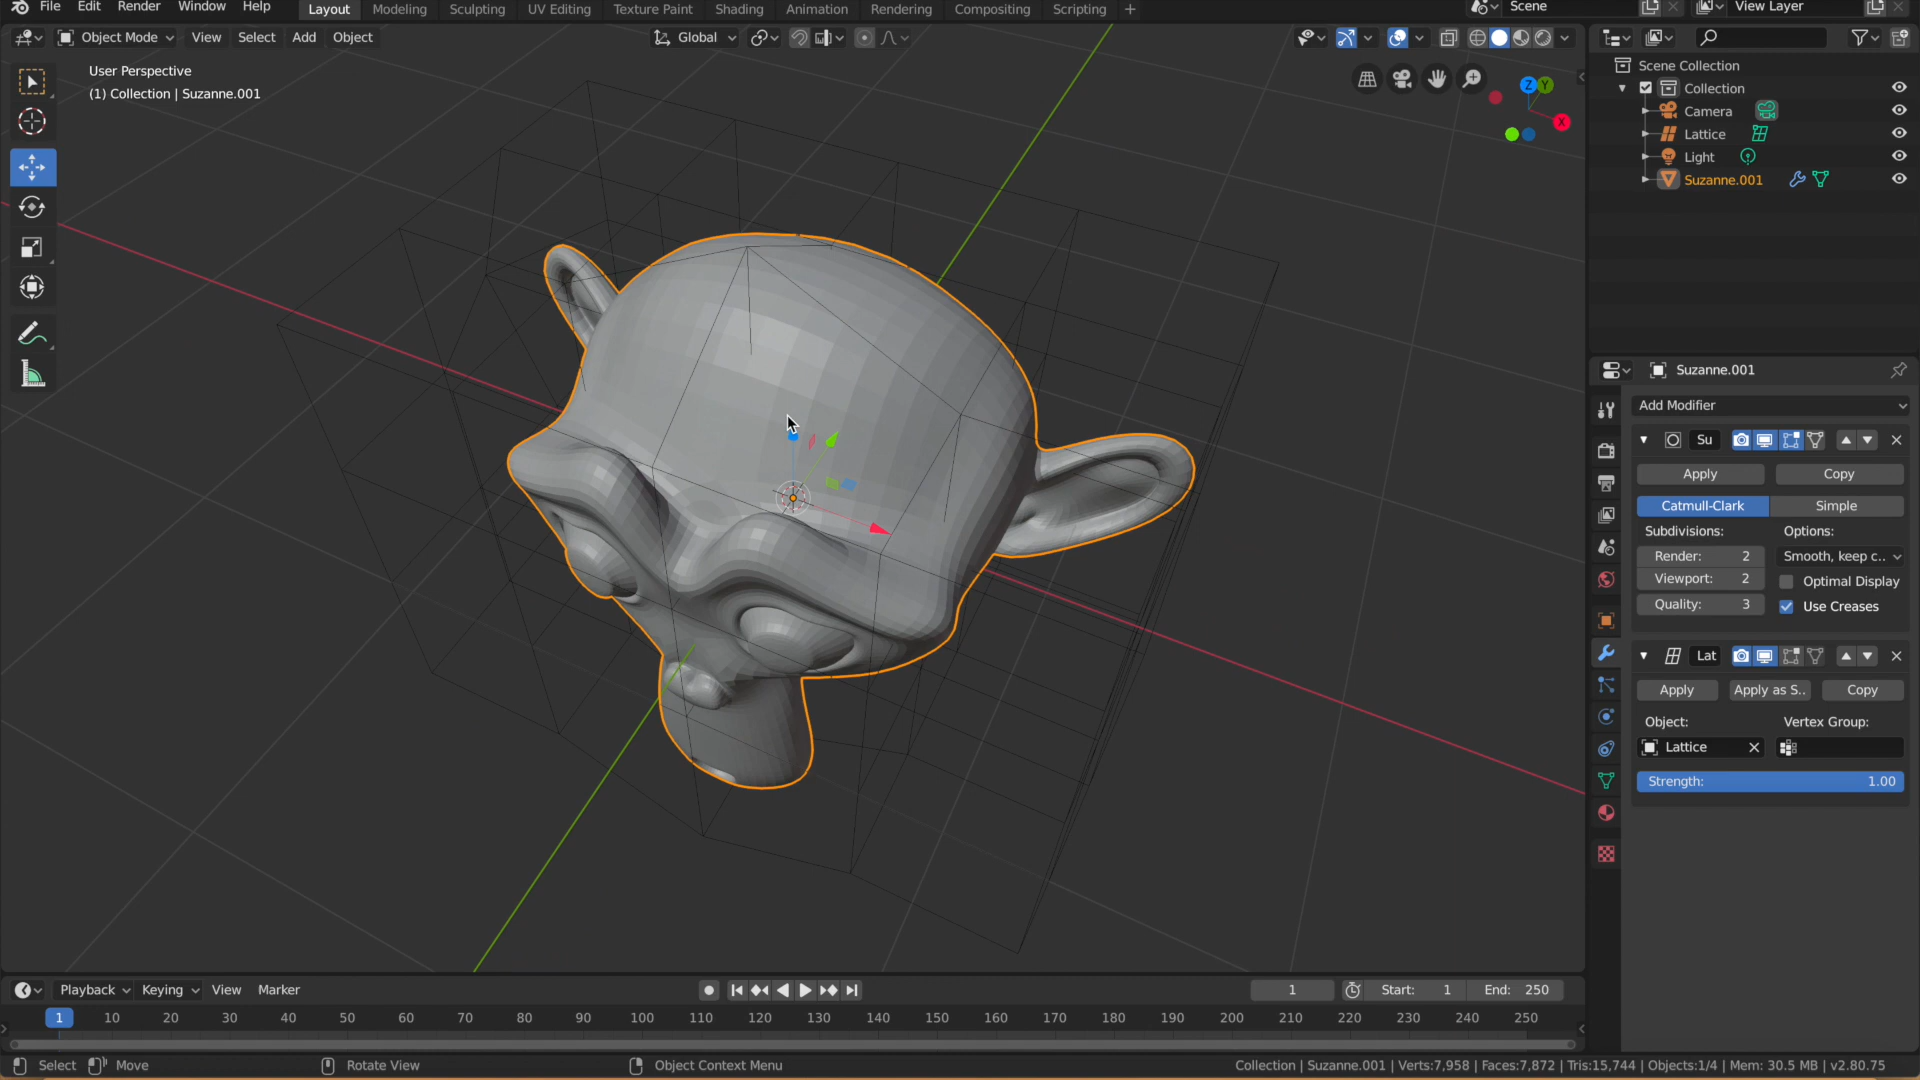 File Edit Render Window Help Layout Modeling Sculpting UV Editing Texture Paint Shading Animation Rendering Compositing Scripting + Scene View Layer
Object Mode View Select Add Object Global
User Perspective
(1) Collection | Suzanne.001
Z Y
X
Scene Collection
Collection
Camera
Lattice
Light
Suzanne.001
Suzanne.001
Add Modifier
Su
Apply Copy
Catmull-Clark Simple
Subdivisions: Options:
Render: 2 Smooth, keep c..
Viewport: 2 Optimal Display
Quality: 3 Use Creases
Lat
Apply Apply as S.. Copy
Object: Vertex Group:
Lattice
Strength: 1.00
Playback Keying View Marker 1 Start: 1 End: 250
1 10 20 30 40 50 60 70 80 90 100 110 120 130 140 150 160 170 180 190 200 210 220 230 240 250
Select Move Rotate View Object Context Menu Collection | Suzanne.001 | Verts:7,958 | Faces:7,872 | Tris:15,744 | Objects:1/4 | Mem: 30.5 MB | v2.80.75